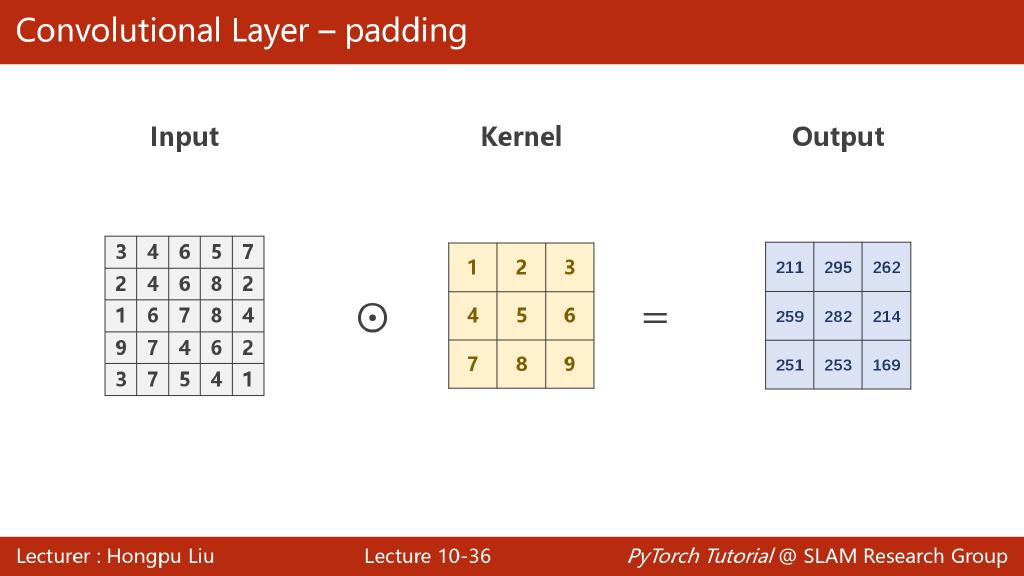 Convolutional Layer – padding
Input
Kernel
Output
3 4 6 5 7
2 4 6 8 2
1 6 7 8 4
9 7 4 6 2
3 7 5 4 1
⊙
1 2 3
4 5 6
7 8 9
=
211 295 262
259 282 214
251 253 169
Lecturer : Hongpu Liu
Lecture 10-36
PyTorch Tutorial @ SLAM Research Group